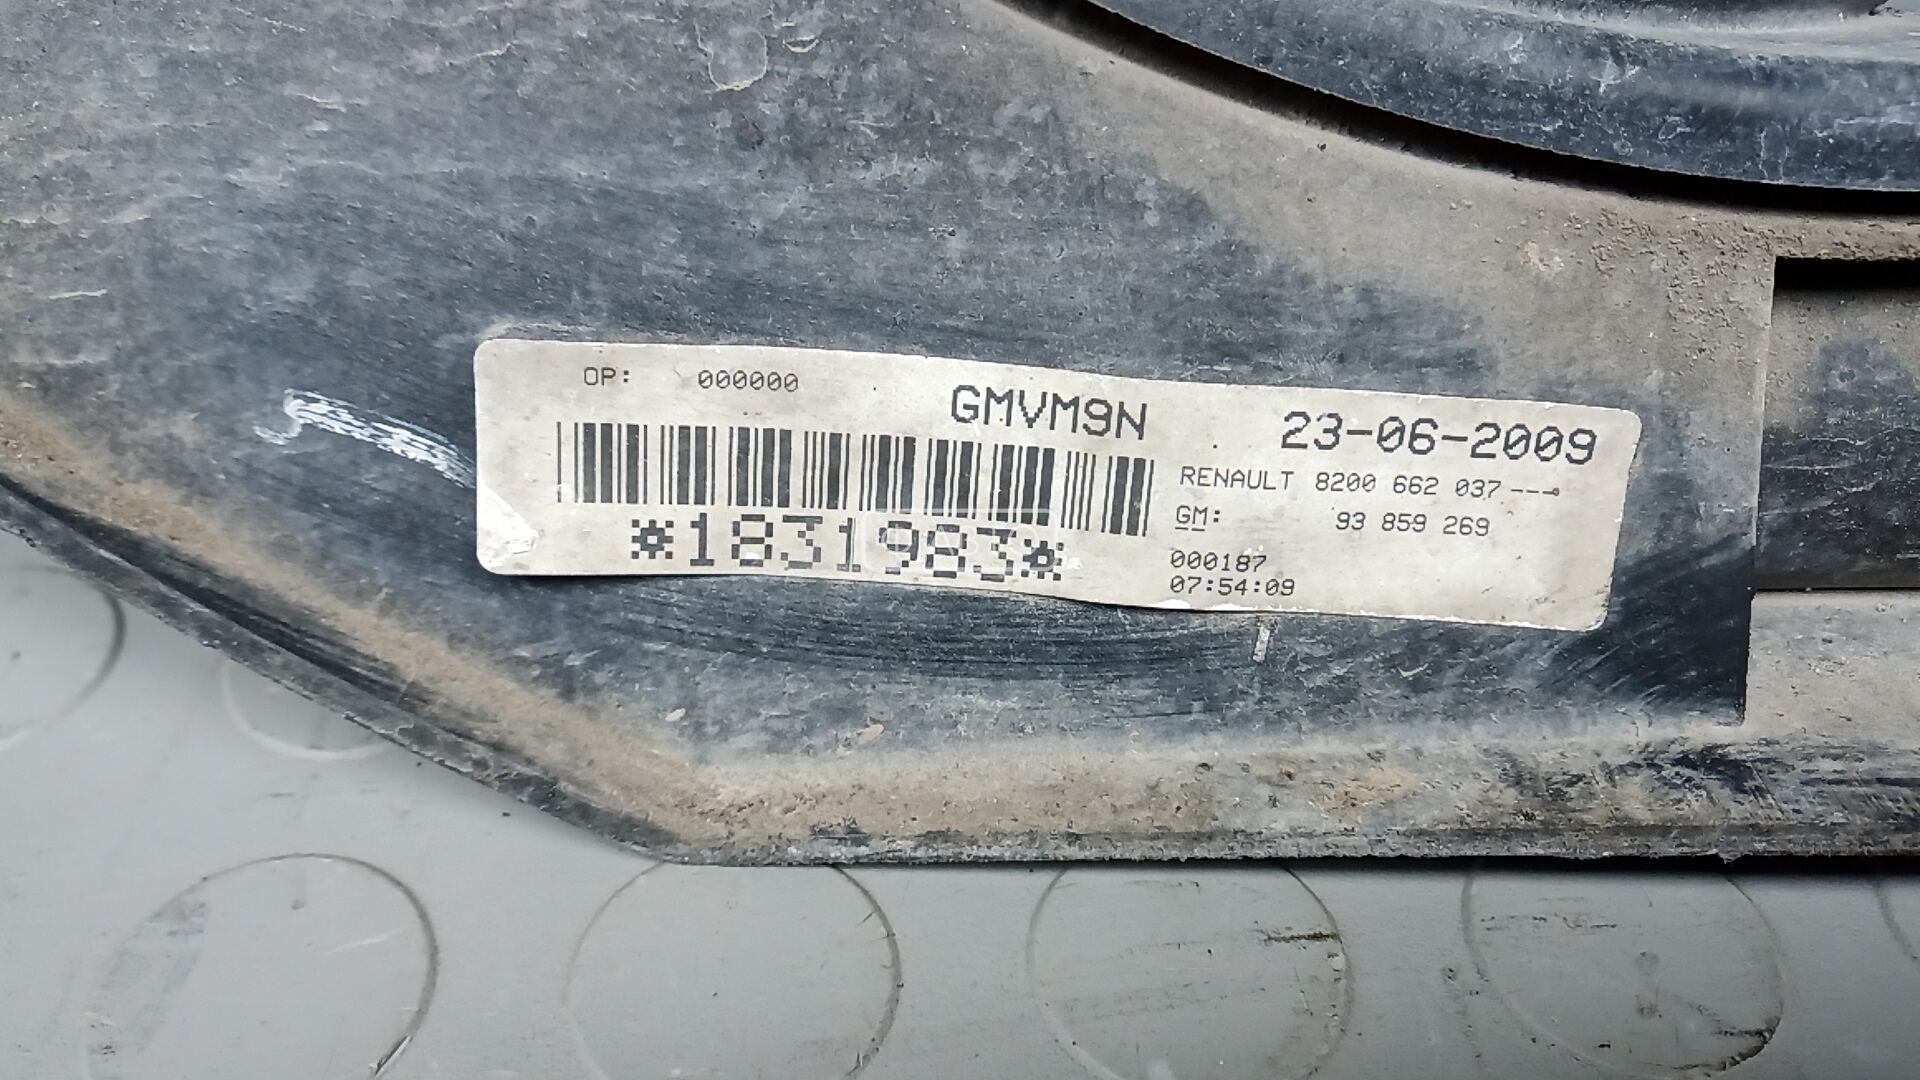 OP: 000000
GMVM9N
23-06-2009
RENAULT 8200 662 037 ---
GM: 93 859 269
*1831983*
000187
07:54:09